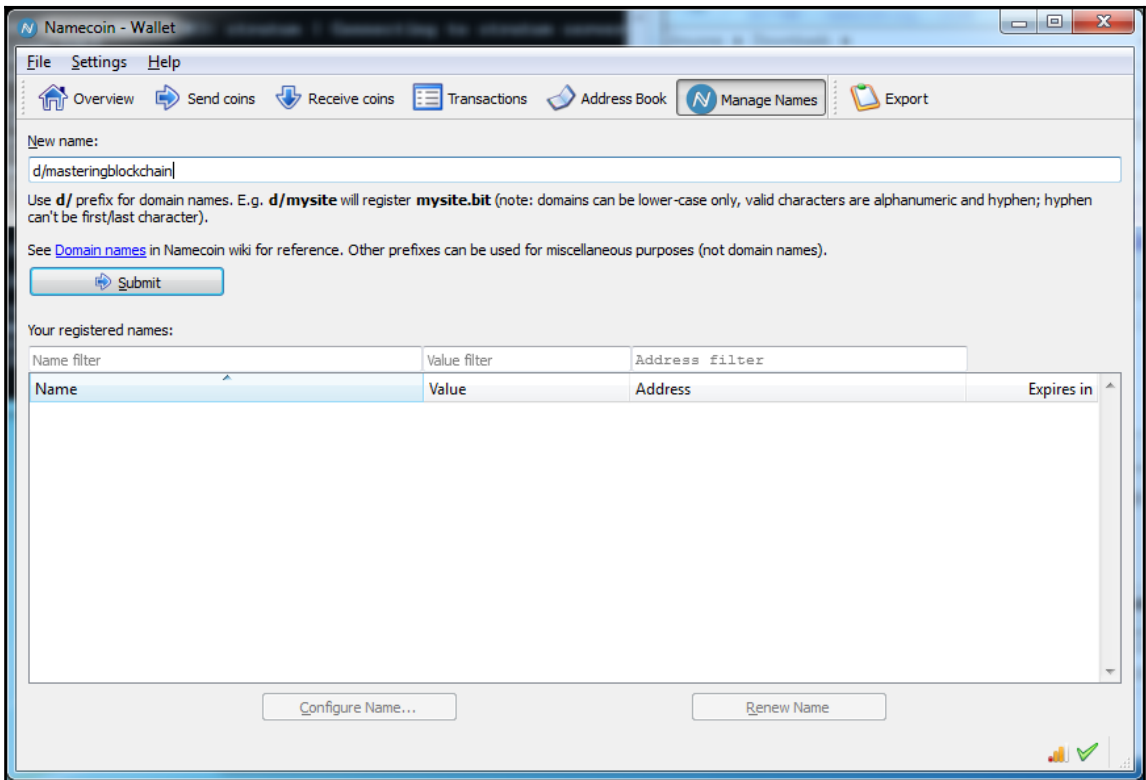 Namecoin - Wallet
File Settings Help
Overview Send coins Receive coins Transactions Address Book Manage Names Export
New name:
d/masteringblockchain
Use d/ prefix for domain names. E.g. d/mysite will register mysite.bit (note: domains can be lower-case only, valid characters are alphanumeric and hyphen; hyphen
can't be first/last character).
See Domain names in Namecoin wiki for reference. Other prefixes can be used for miscellaneous purposes (not domain names).
Submit
Your registered names:
Name filter Value filter Address filter
Name Value Address Expires in
Configure Name... Renew Name